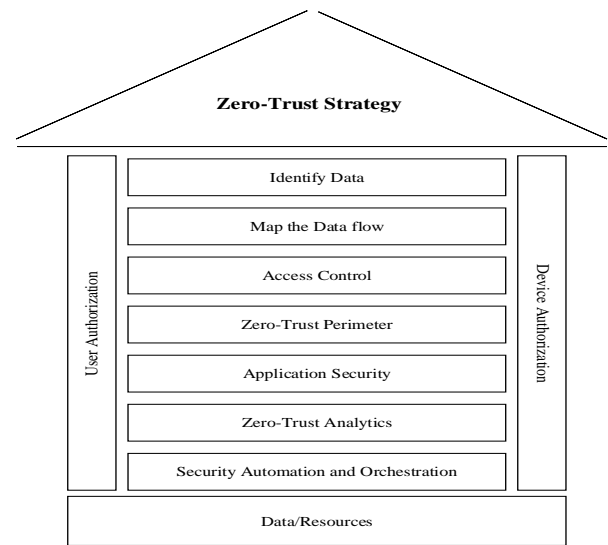 Zero-Trust Strategy
User Authorization
Identify Data
Map the Data flow
Access Control
Zero-Trust Perimeter
Application Security
Zero-Trust Analytics
Security Automation and Orchestration
Device Authorization
Data/Resources